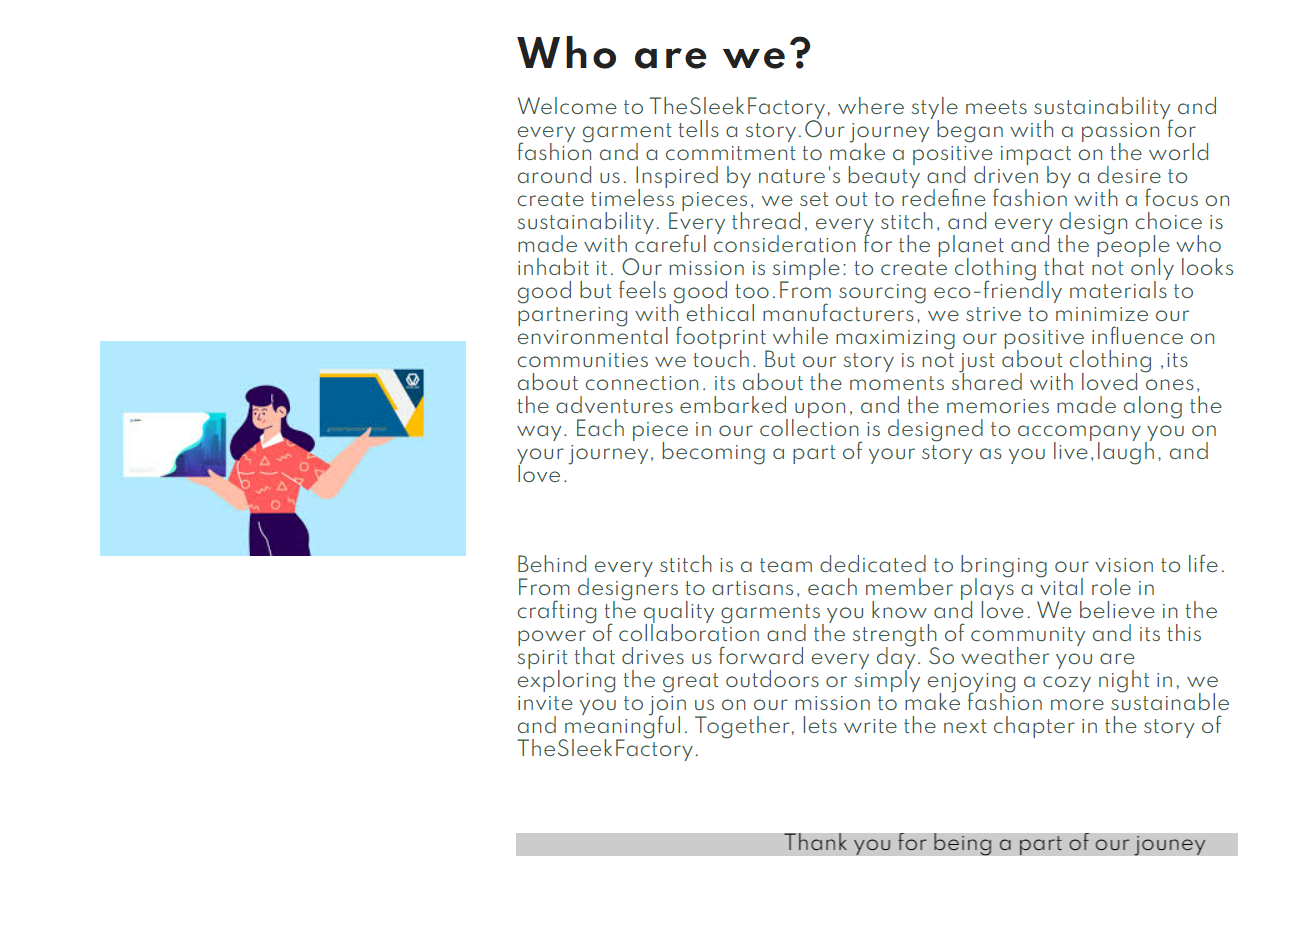 Who are we?
Welcome to TheSleekFactory, where style meets sustainability and
every garment tells a story.Our journey began with a passion for
fashion and a commitment to make a positive impact on the world
around us. Inspired by nature's beauty and driven by a desire to
create timeless pieces, we set out to redefine fashion with a focus on
sustainability. Every thread, every stitch, and every design choice is
made with careful consideration for the planet and the people who
inhabit it. Our mission is simple: to create clothing that not only looks
good but feels good too.From sourcing eco-friendly materials to
partnering with ethical manufacturers, we strive to minimize our
environmental footprint while maximizing our positive influence on
communities we touch. But our story is not just about clothing ,its
about connection. its about the moments shared with loved ones,
the adventures embarked upon, and the memories made along the
way. Each piece in our collection is designed to accompany you on
your journey, becoming a part of your story as you live,laugh, and
love.
Behind every stitch is a team dedicated to bringing our vision to life.
From designers to artisans, each member plays a vital role in
crafting the quality garments you know and love. We believe in the
power of collaboration and the strength of community and its this
spirit that drives us forward every day. So weather you are
exploring the great outdoors or simply enjoying a cozy night in, we
invite you to join us on our mission to make fashion more sustainable
and meaningful. Together, lets write the next chapter in the story of
TheSleekFactory.
Thank you for being a part of our jouney